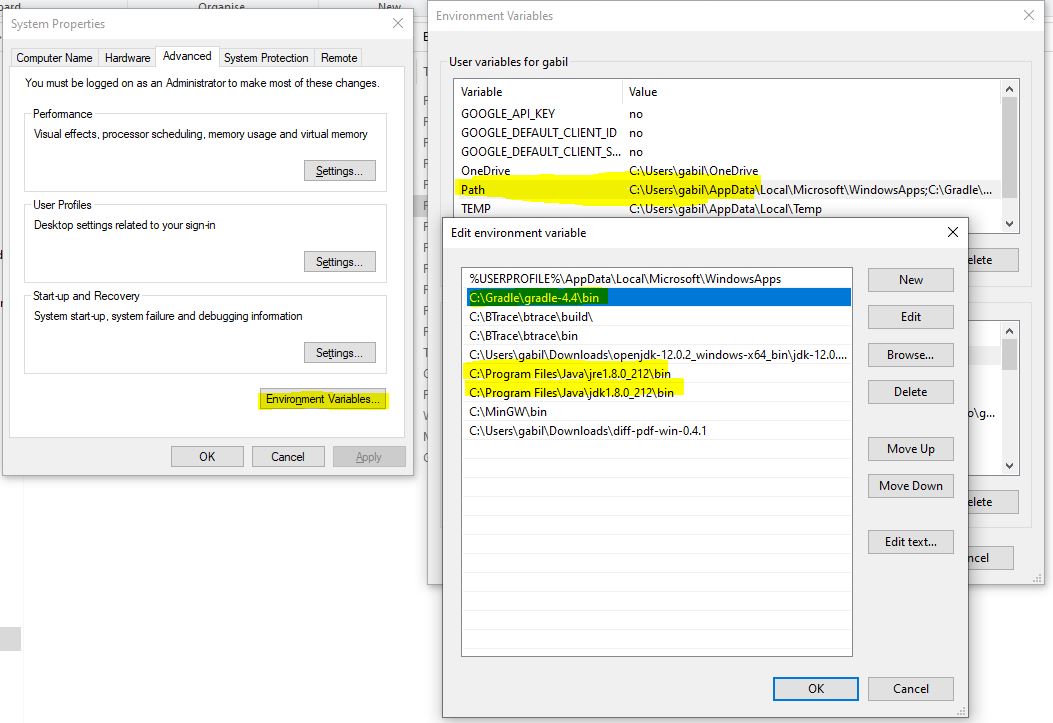 Organise
New
System Properties
Computer Name
Hardware
Advanced
System Protection
Remote
You must be logged on as an Administrator to make most of these changes.
Performance
Visual effects, processor scheduling, memory usage and virtual memory
Settings...
User Profiles
Desktop settings related to your sign-in
Settings...
Start-up and Recovery
System start-up, system failure and debugging information
Settings...
Environment Variables...
OK
Cancel
Apply
Environment Variables
User variables for gabil
Variable Value
GOOGLE_API_KEY no
GOOGLE_DEFAULT_CLIENT_ID no
GOOGLE_DEFAULT_CLIENT_S... no
OneDrive C:\Users\gabil\OneDrive
Path C:\Users\gabil\AppData\Local\Microsoft\WindowsApps;C:\Gradle\...
TEMP C:\Users\gabil\AppData\Local\Temp
elete
o\g...
elete
ncel
Edit environment variable
%USERPROFILE%\AppData\Local\Microsoft\WindowsApps
C:\Gradle\gradle-4.4\bin
C:\BTrace\btrace\build\
C:\BTrace\btrace\bin
C:\Users\gabil\Downloads\openjdk-12.0.2_windows-x64_bin\jdk-12.0....
C:\Program Files\Java\jre1.8.0_212\bin
C:\Program Files\Java\jdk1.8.0_212\bin
C:\MinGW\bin
C:\Users\gabil\Downloads\diff-pdf-win-0.4.1
New
Edit
Browse...
Delete
Move Up
Move Down
Edit text...
OK
Cancel